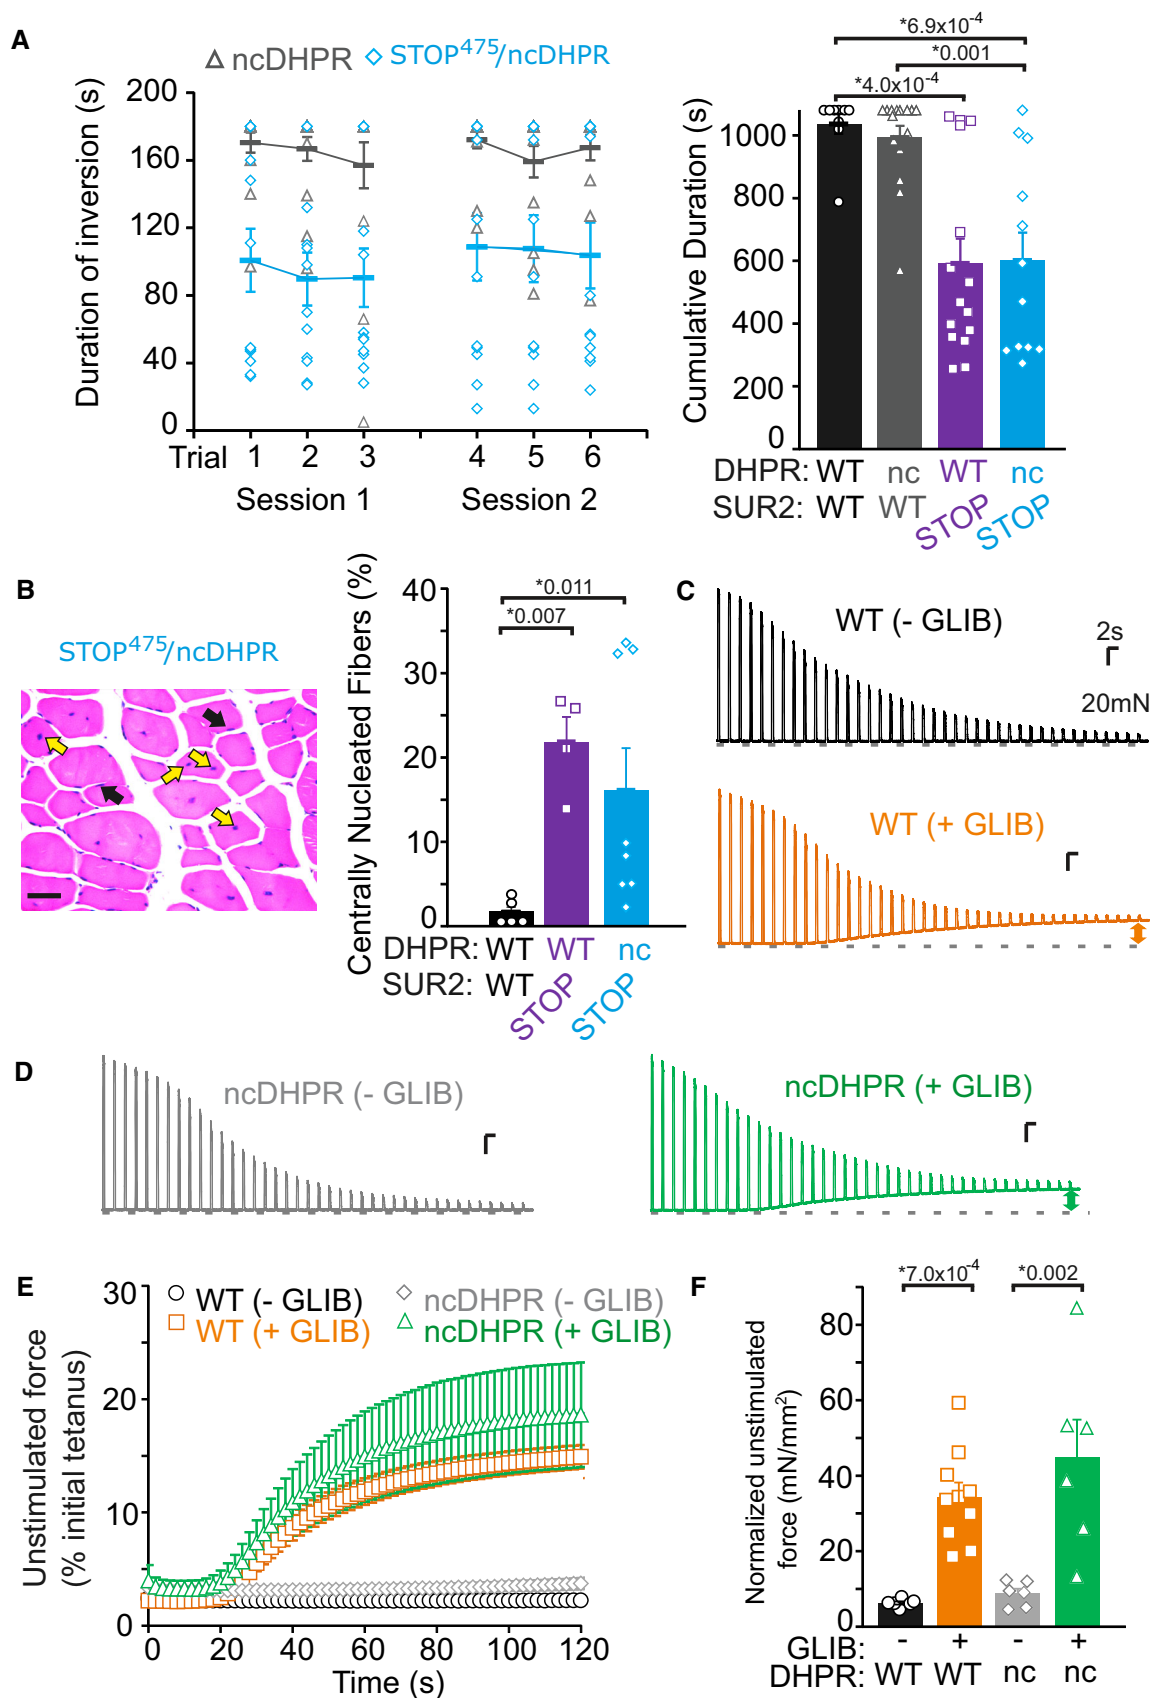 A
ncDHPR STOP475/ncDHPR
Duration of inversion (s)
200
160
120
80
40
0
Trial 1 2 3 4 5 6
Session 1 Session 2
*6.9x10-4
*0.001
*4.0x10-4
Cumulative Duration (s)
1000
800
600
400
200
0
DHPR: WT nc WT nc
SUR2: WT WT STOP STOP
B
STOP475/ncDHPR
Centrally Nucleated Fibers (%)
40
30
20
10
0
*0.011
*0.007
DHPR: WT WT nc
SUR2: WT STOP STOP
C
WT (- GLIB)
2s
20mN
WT (+ GLIB)
D
ncDHPR (- GLIB)
ncDHPR (+ GLIB)
E
Unstimulated force
(% initial tetanus)
30
20
10
0
WT (- GLIB) ncDHPR (- GLIB)
WT (+ GLIB) ncDHPR (+ GLIB)
0 20 40 60 80 100 120
Time (s)
F
*7.0x10-4
*0.002
Normalized unstimulated
force (mN/mm2)
80
60
40
20
0
GLIB: - + - +
DHPR: WT WT nc nc